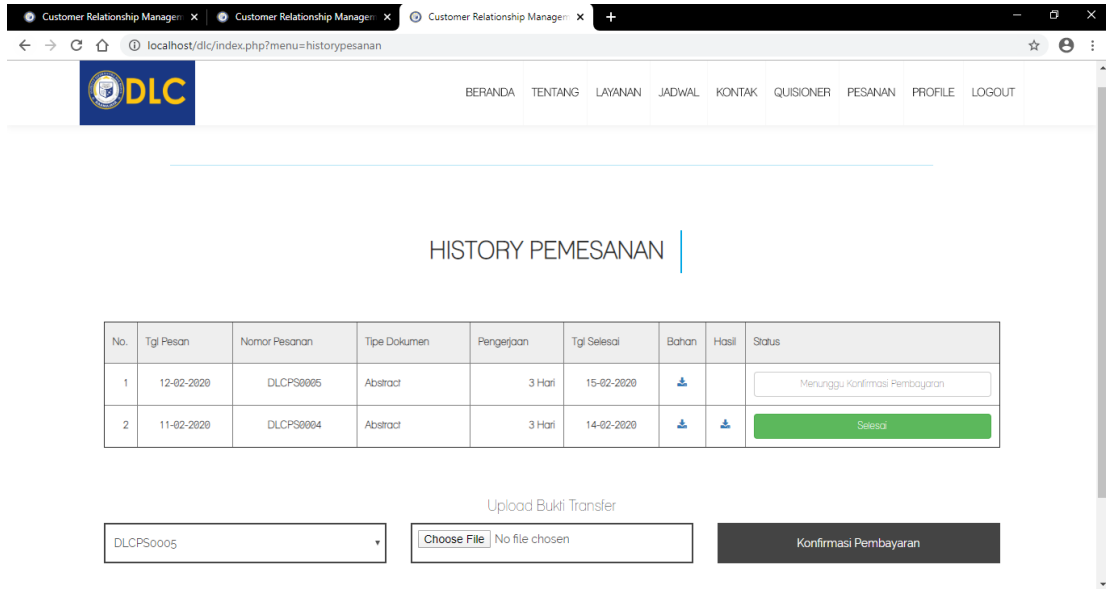 Customer Relationship Managem Customer Relationship Managem Customer Relationship Managem
localhost/dlc/index.php?menu=historypesanan
DLC BERANDA TENTANG LAYANAN JADWAL KONTAK QUISIONER PESANAN PROFILE LOGOUT
HISTORY PEMESANAN
No. Tgl Pesan Nomor Pesanan Tipe Dokumen Pengerjaan Tgl Selesai Bahan Hasil Status
1 12-02-2020 DLCPS0005 Abstract 3 Hari 15-02-2020 Menunggu Konfirmasi Pembayaran
2 11-02-2020 DLCPS0004 Abstract 3 Hari 14-02-2020 Selesai
Upload Bukti Transfer
DLCPS0005 Choose File No file chosen Konfirmasi Pembayaran